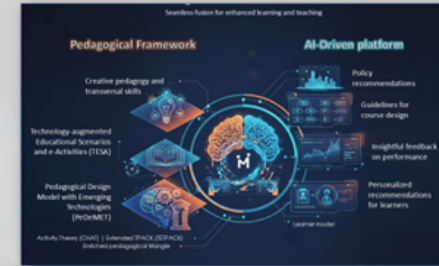 Seamless fusion for enhanced learning and teaching
Pedagogical Framework
AI-Driven platform
Creative pedagogy and
transversal skills
Technology-augmented
Educational Scenarios
and e-Activities (TESA)
Pedagogical Design
Model with Emerging
Technologies
(PeDeMET)
Activity Theory (CHAT) | Extended TPACK (TETPACK)
Enriched pedagogical triangle
Policy
recommendations
Guidelines for
course design
Insightful feedback
on performance
Personalized
recommendations
for learners
Learner model